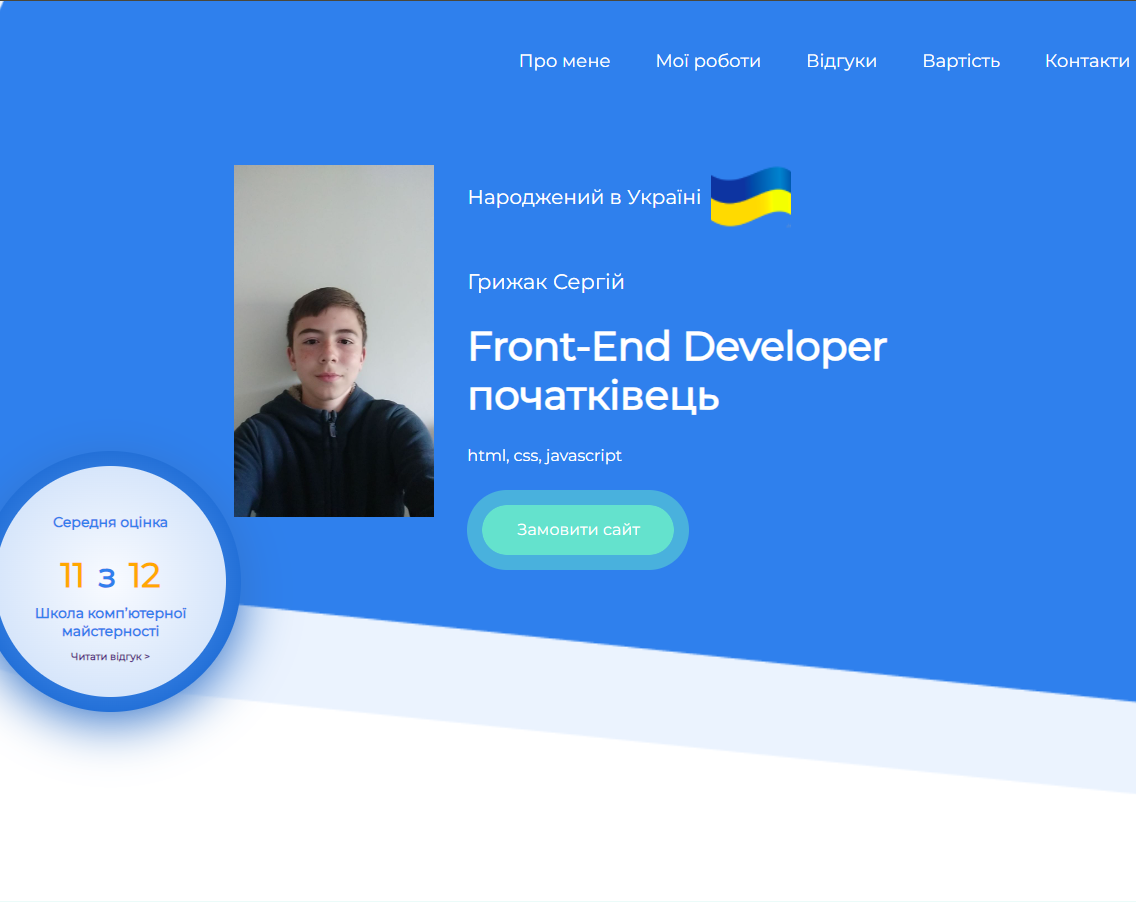 Про мене Мої роботи Відгуки Вартість Контакти
Народжений в Україні
Грижак Сергій
Front-End Developer
початківець
html, css, javascript
Замовити сайт
Середня оцінка
11 з 12
Школа комп'ютерної
майстерності
Читати відгук >